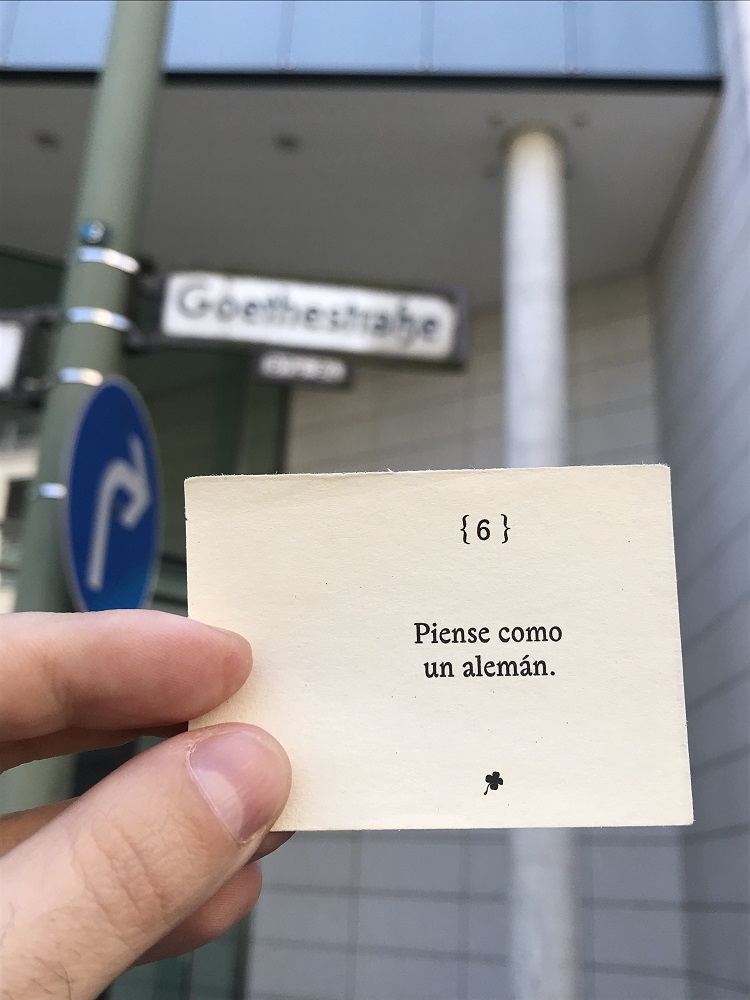 Goethestraße
{6}
Piense como
un alemán.